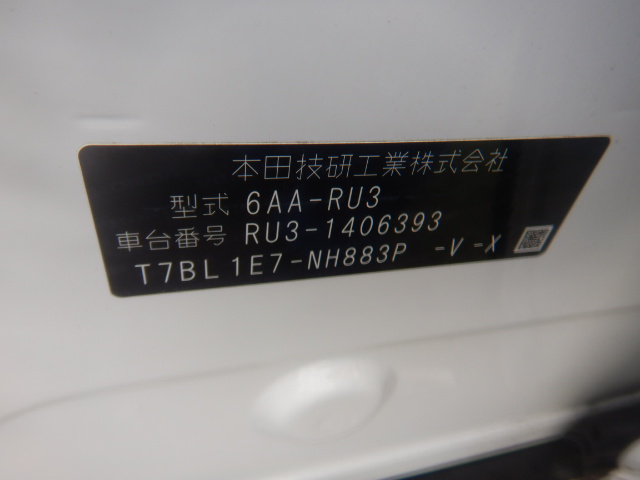 本田技研工業株式会社
型式 6AA-RU3
車台番号 RU3-1406393
T7BL1E7-NH883P -V-X